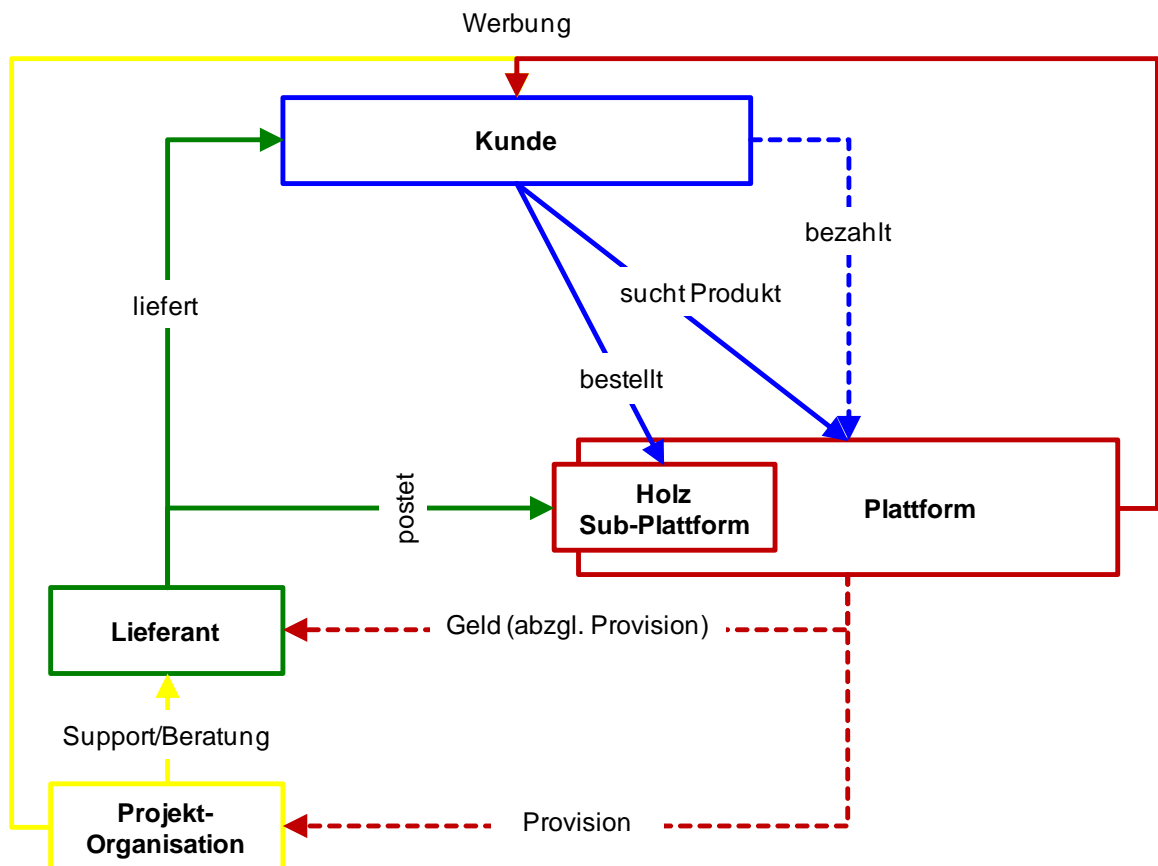 Werbung
Kunde
bezahlt
sucht Produkt
liefert
bestellt
postet
Holz
Sub-Plattform
Plattform
Lieferant
Geld (abzgl. Provision)
Support/Beratung
Projekt-
Organisation
Provision